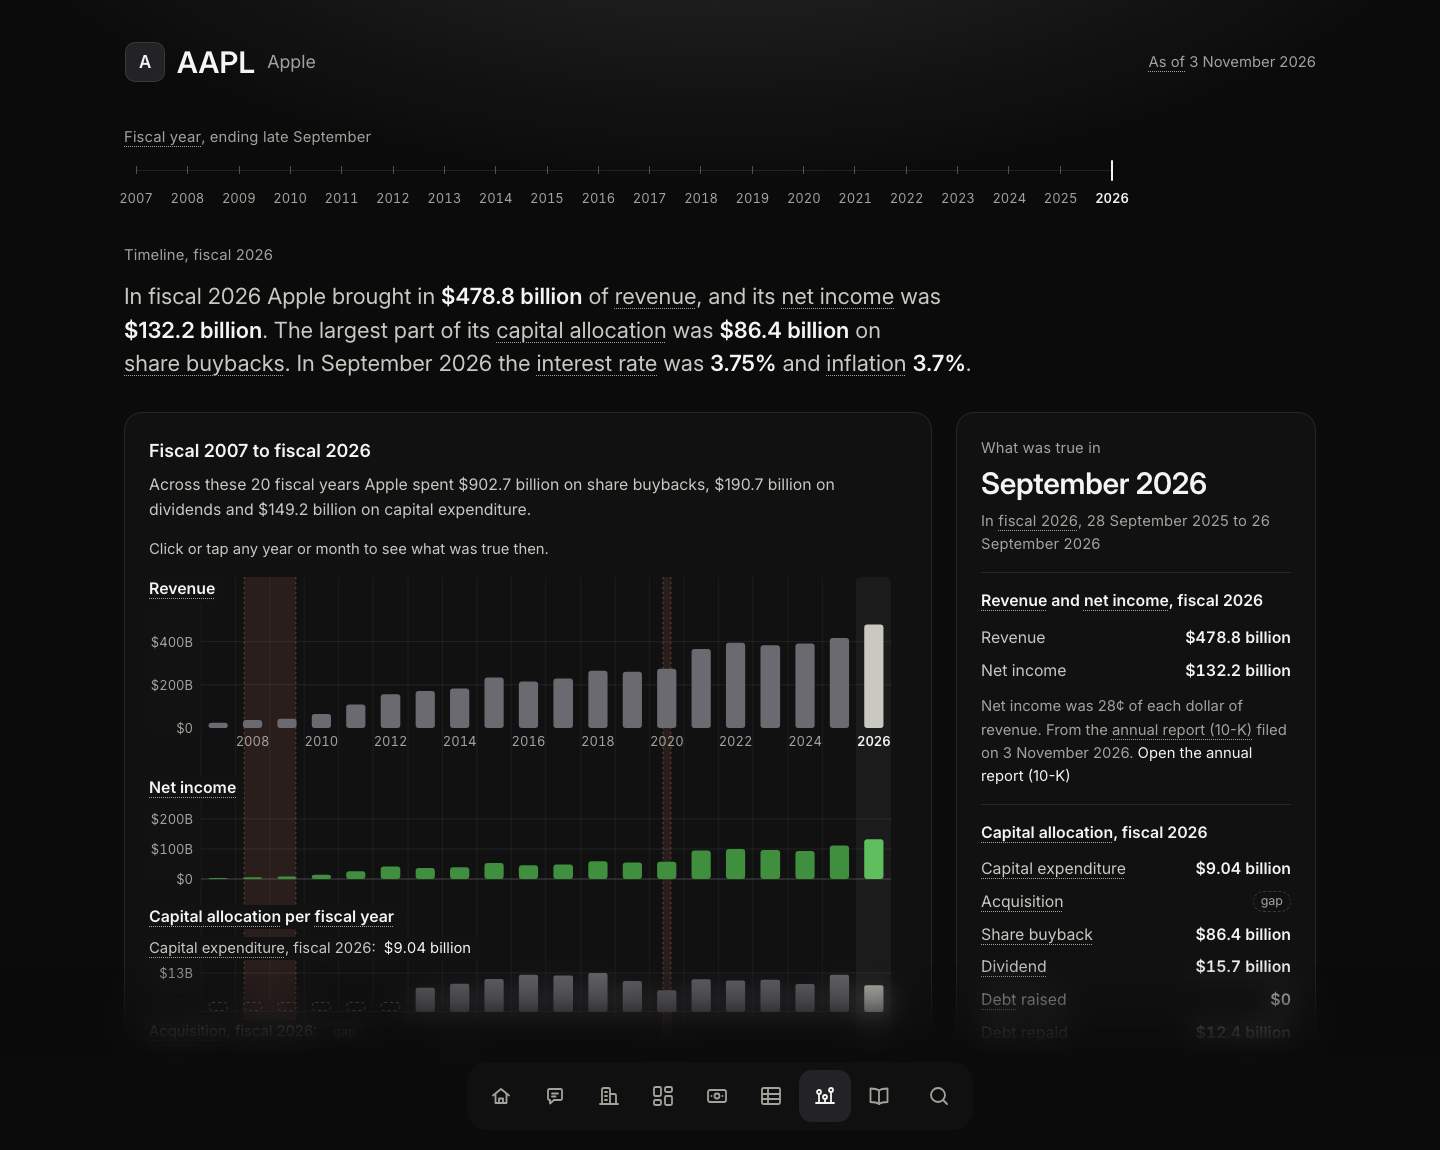 A AAPL Apple
As of 3 November 2026
Fiscal year, ending late September
2007 2008 2009 2010 2011 2012 2013 2014 2015 2016 2017 2018 2019 2020 2021 2022 2023 2024 2025 2026
Timeline, fiscal 2026
In fiscal 2026 Apple brought in $478.8 billion of revenue, and its net income was
$132.2 billion. The largest part of its capital allocation was $86.4 billion on
share buybacks. In September 2026 the interest rate was 3.75% and inflation 3.7%.
Fiscal 2007 to fiscal 2026
Across these 20 fiscal years Apple spent $902.7 billion on share buybacks, $190.7 billion on
dividends and $149.2 billion on capital expenditure.
Click or tap any year or month to see what was true then.
Revenue
$400B
$200B
$0
2008 2010 2012 2014 2016 2018 2020 2022 2024 2026
Net income
$200B
$100B
$0
Capital allocation per fiscal year
Capital expenditure, fiscal 2026: $9.04 billion
$13B
Acquisition, fiscal 2026: gap
What was true in
September 2026
In fiscal 2026, 28 September 2025 to 26
September 2026
Revenue and net income, fiscal 2026
Revenue $478.8 billion
Net income $132.2 billion
Net income was 28¢ of each dollar of
revenue. From the annual report (10-K) filed
on 3 November 2026. Open the annual
report (10-K)
Capital allocation, fiscal 2026
Capital expenditure $9.04 billion
Acquisition gap
Share buyback $86.4 billion
Dividend $15.7 billion
Debt raised $0
Debt repaid $12.4 billion